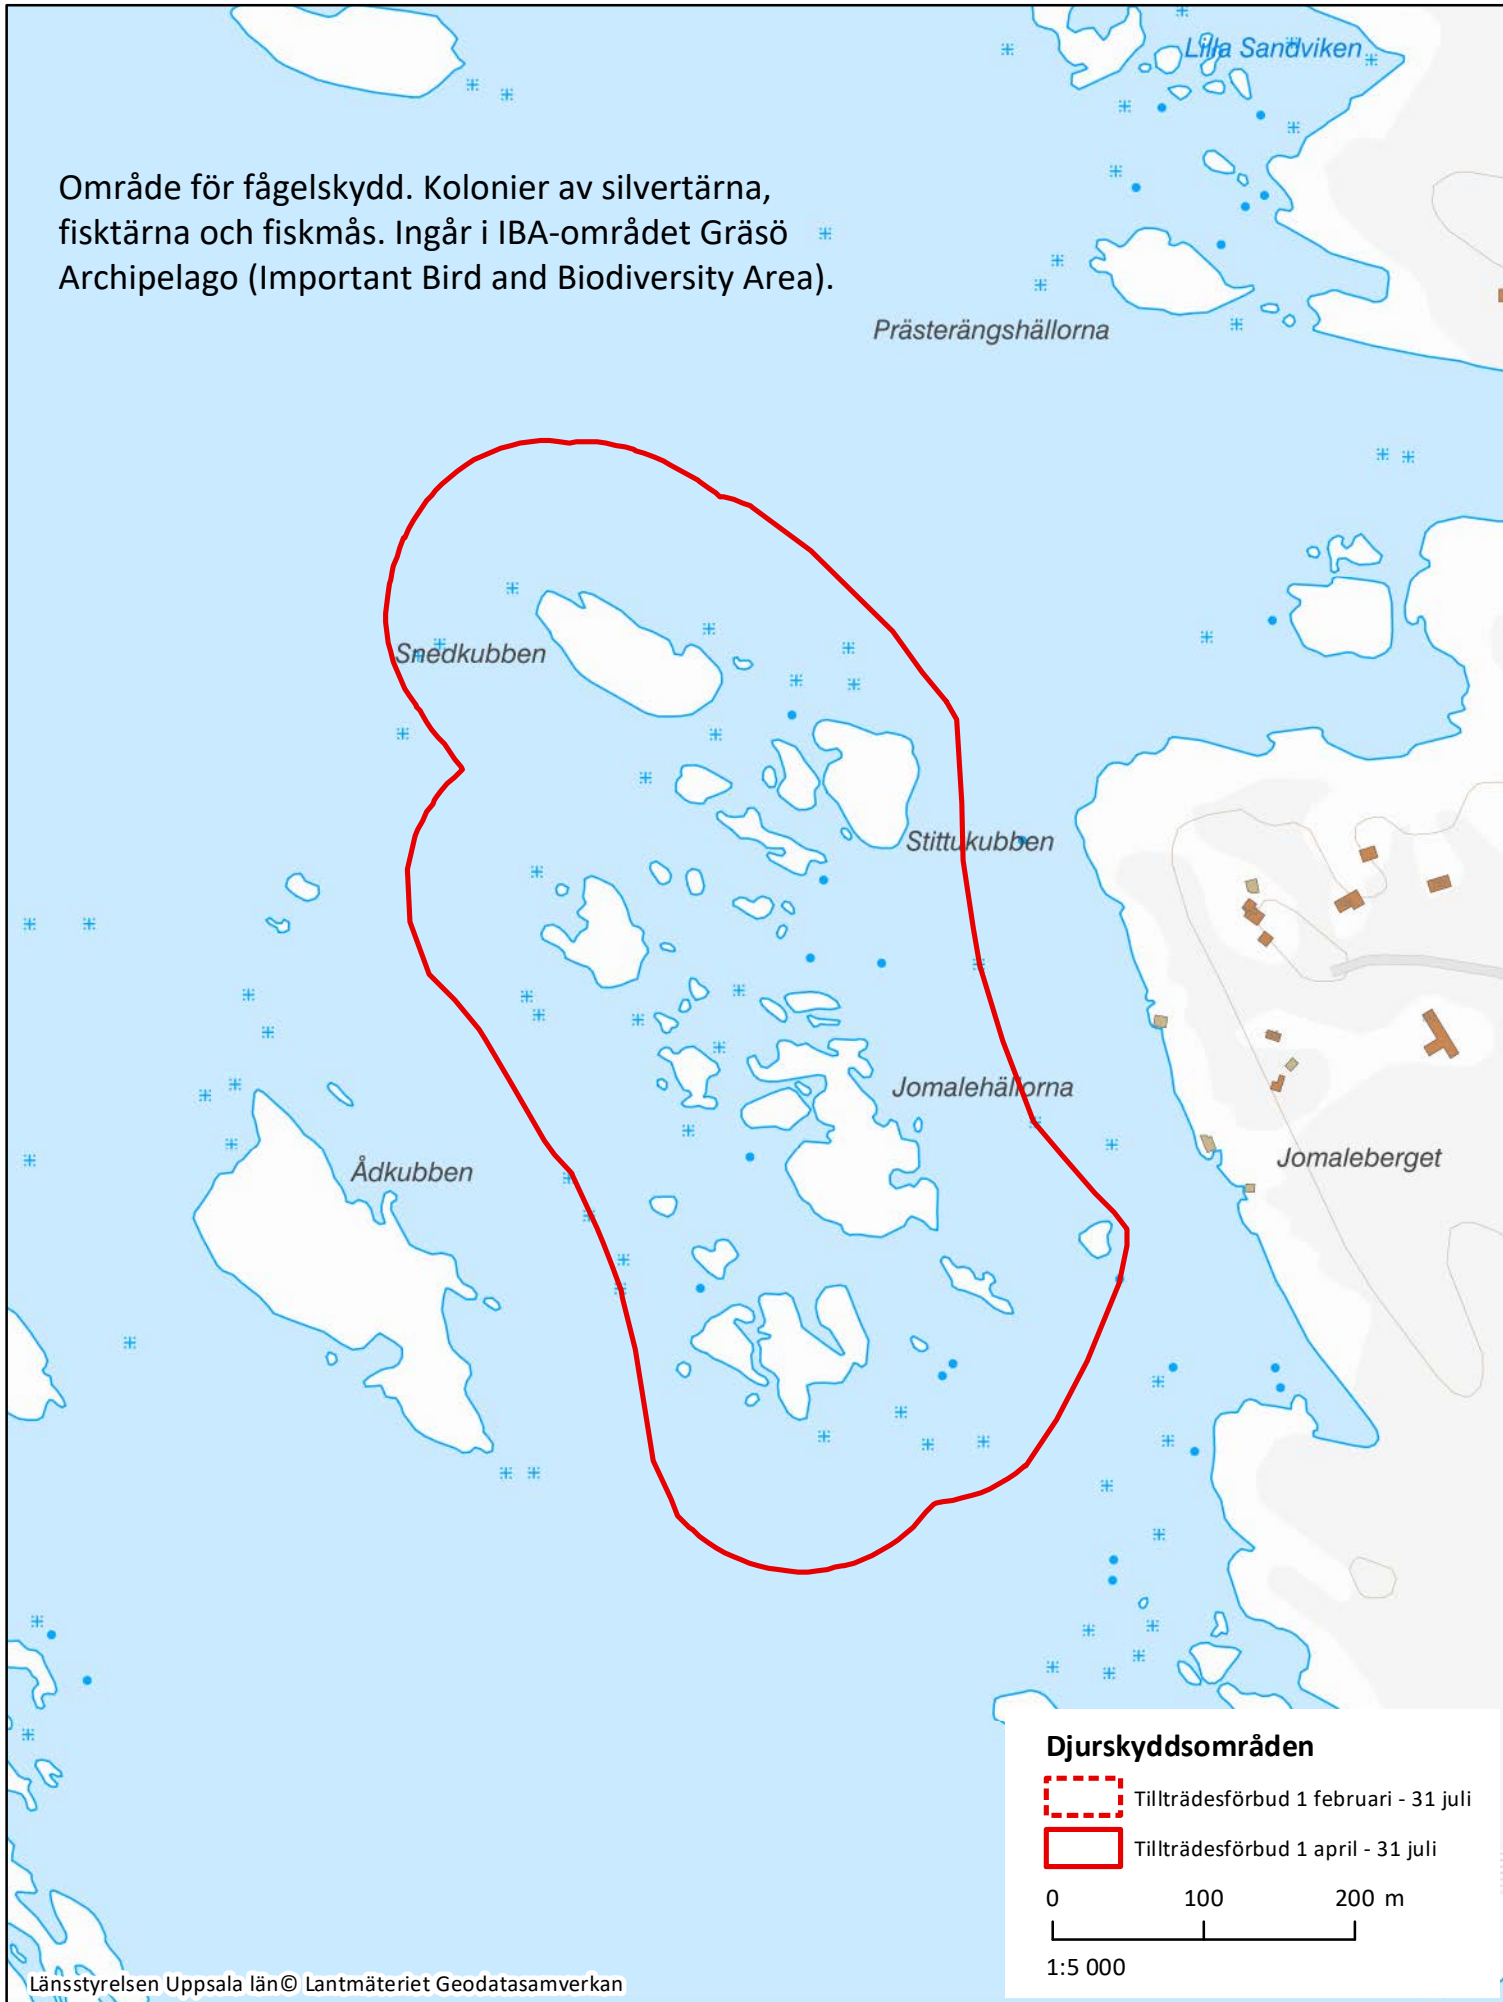 Lilla Sandviken
Område för fågelskydd. Kolonier av silvertärna,
fisktärna och fiskmås. Ingår i IBA-området Gräsö
Archipelago (Important Bird and Biodiversity Area).
Prästerängshällorna
Snedkubben
Stittukubben
Jomalehällorna
Jomaleberget
Ådkubben
Djurskyddsområden
Tillträdesförbud 1 februari - 31 juli
Tillträdesförbud 1 april - 31 juli
0 100 200 m
1:5 000
Länsstyrelsen Uppsala län© Lantmäteriet Geodatasamverkan